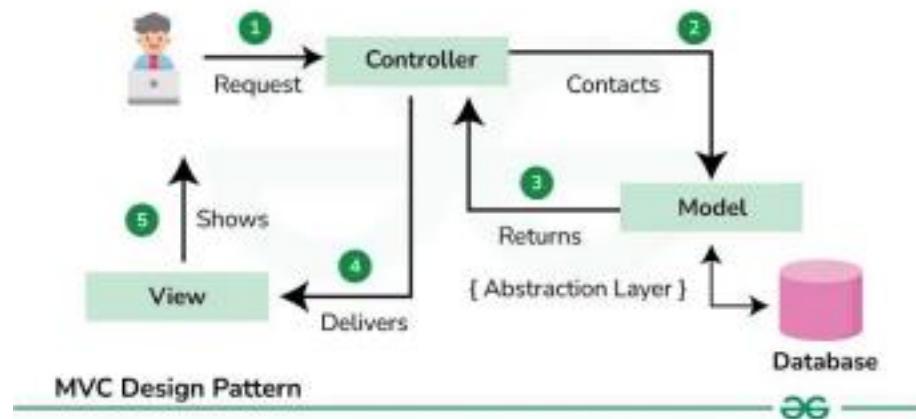 1
2
Controller
Request
Contacts
3
Model
5
Shows
Returns
4
{ Abstraction Layer }
View
Delivers
Database
MVC Design Pattern